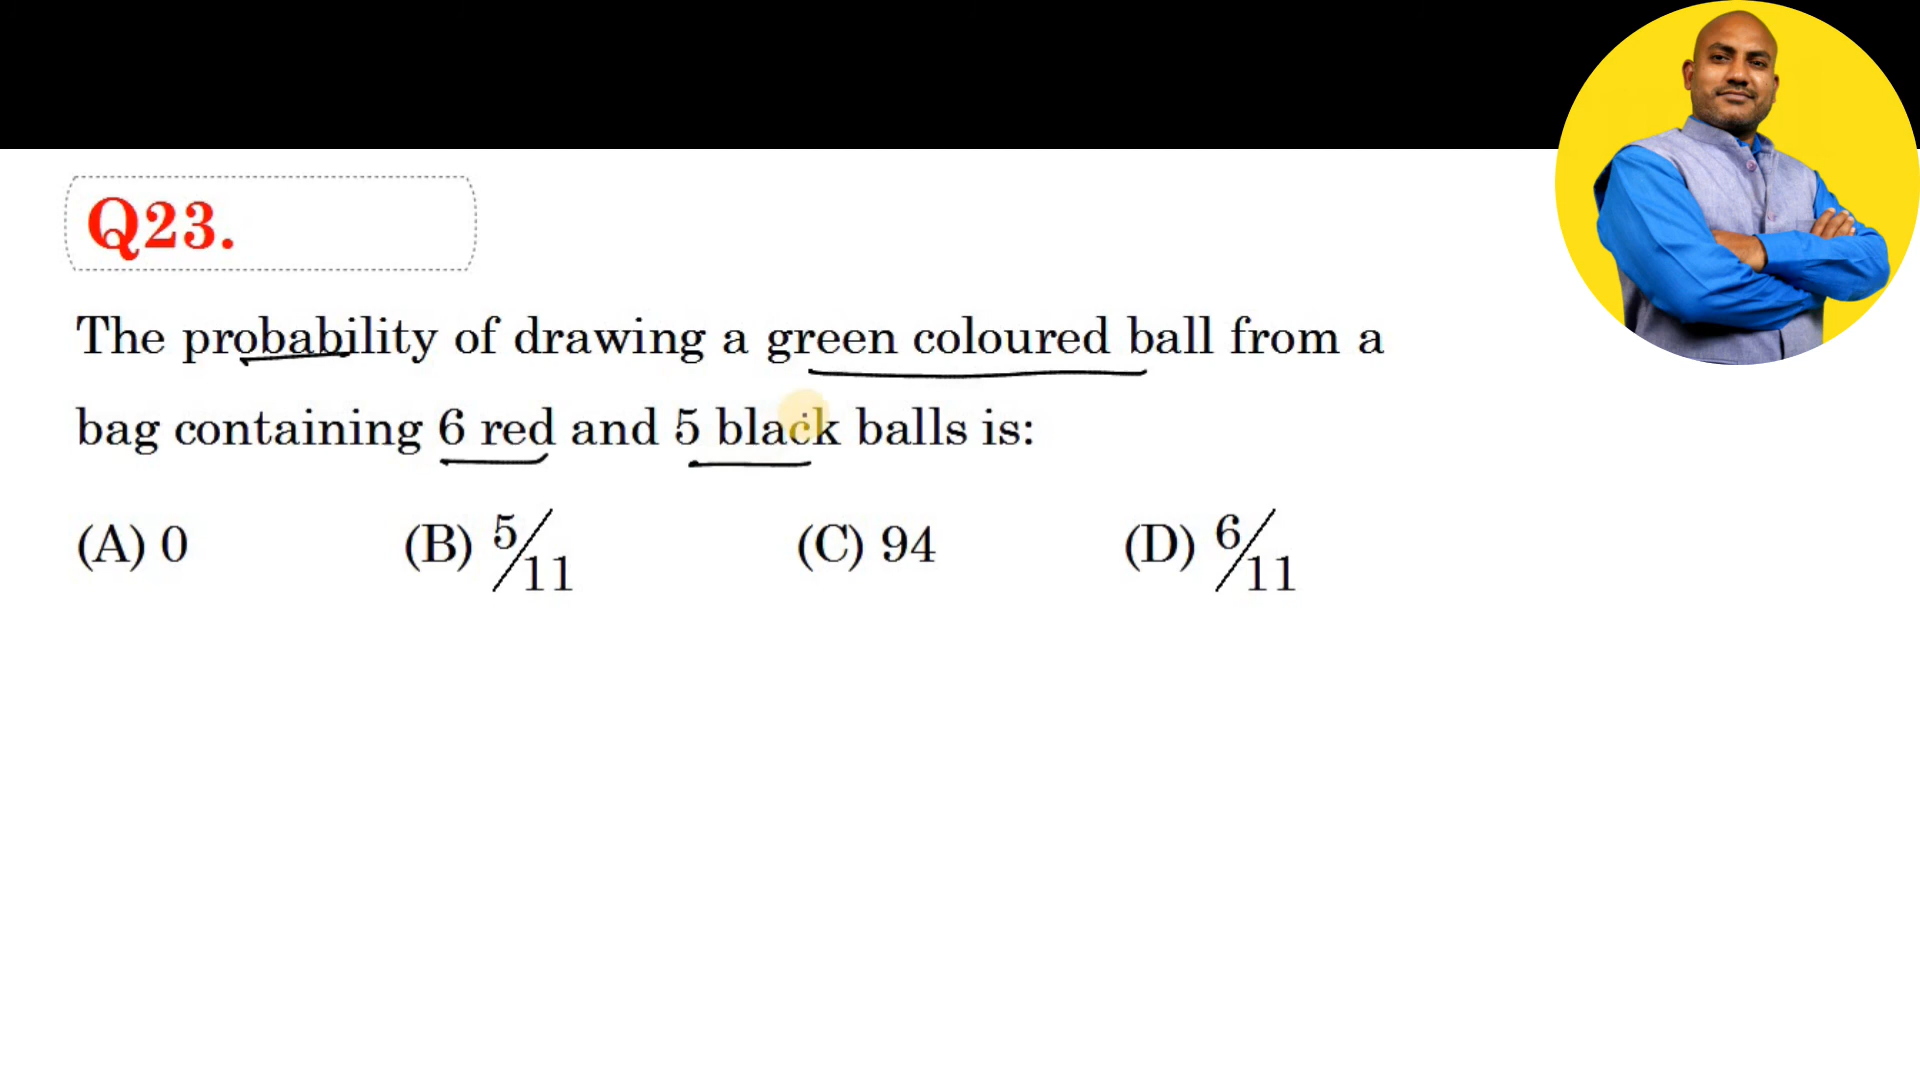 Q23.
The probability of drawing a green coloured ball from a
bag containing 6 red and 5 black balls is:
(A) 0 (B) 5/11 (C) 94 (D) 6/11